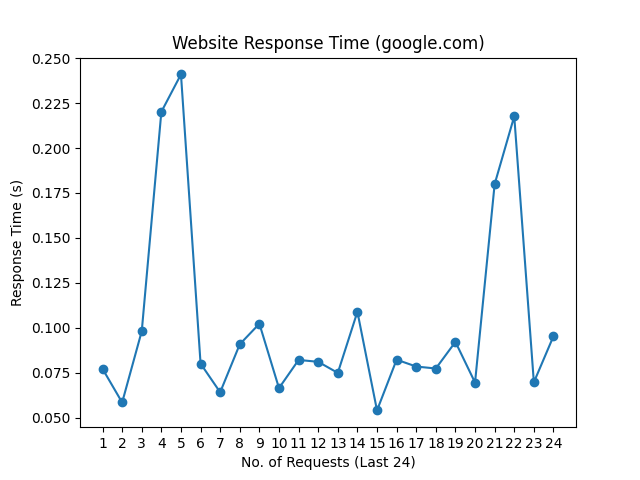 Website Response Time (google.com)
0.250
0.225
0.200
0.175
0.150
0.125
0.100
0.075
0.050
Response Time (s)
1 2 3 4 5 6 7 8 9 10 11 12 13 14 15 16 17 18 19 20 21 22 23 24
No. of Requests (Last 24)